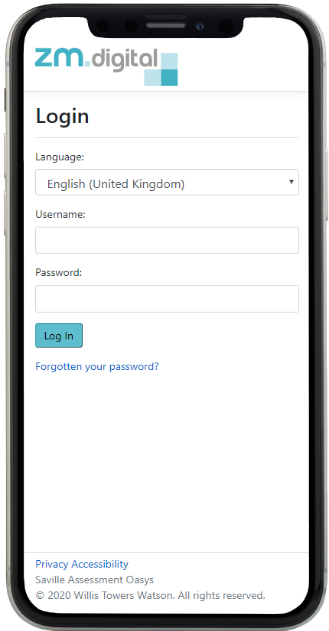 zm.digital
Login
Language:
English (United Kingdom)
Username:
Password:
Log In
Forgotten your password?
Privacy Accessibility
Saville Assessment Oasys
© 2020 Willis Towers Watson. All rights reserved.